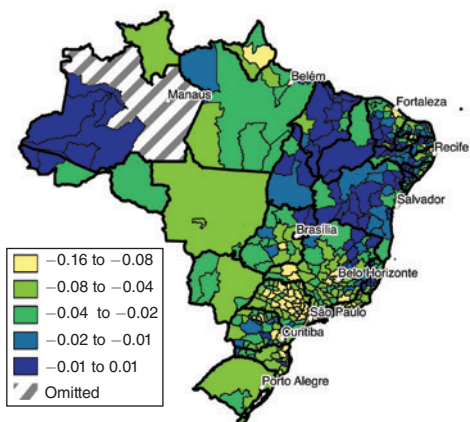 Belém
Manaus
Fortaleza
Recife
Salvador
Brasília
Belo Horizonte
São Paulo
Curitiba
Porto Alegre
−0.16 to −0.08
−0.08 to −0.04
−0.04 to −0.02
−0.02 to −0.01
−0.01 to 0.01
Omitted